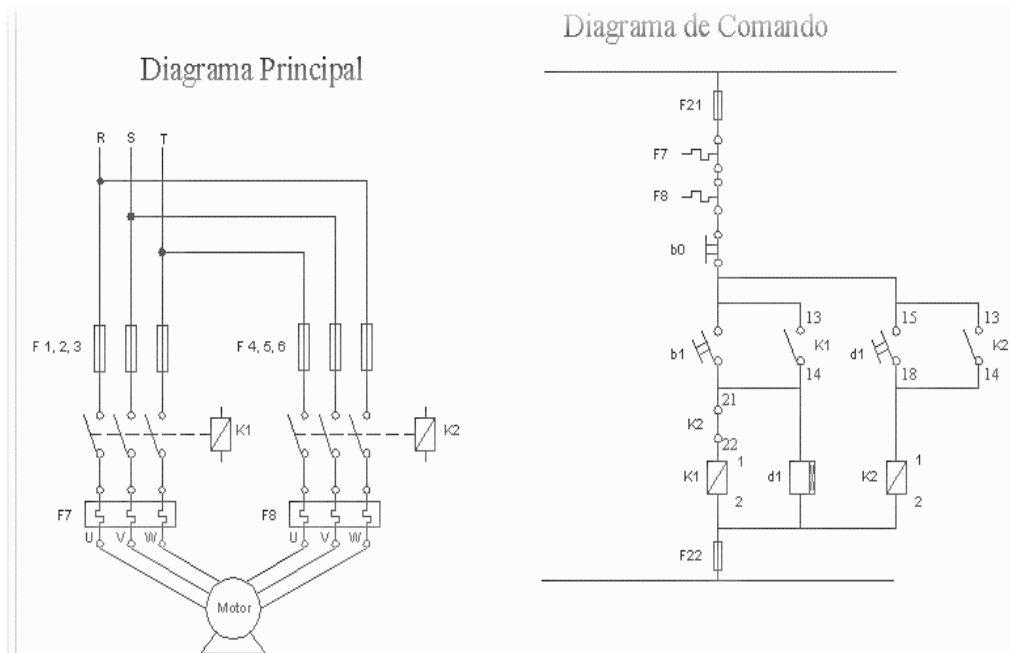 Diagrama de Comando
Diagrama Principal
R S T
F 1, 2, 3
F 4, 5, 6
K1
K2
F7
F8
U V W
U V W
Motor
F21
F7
F8
b0
b1
13
K1
14
15
d1
18
13
K2
14
21
K2
22
K1
1
2
d1
K2
1
2
F22